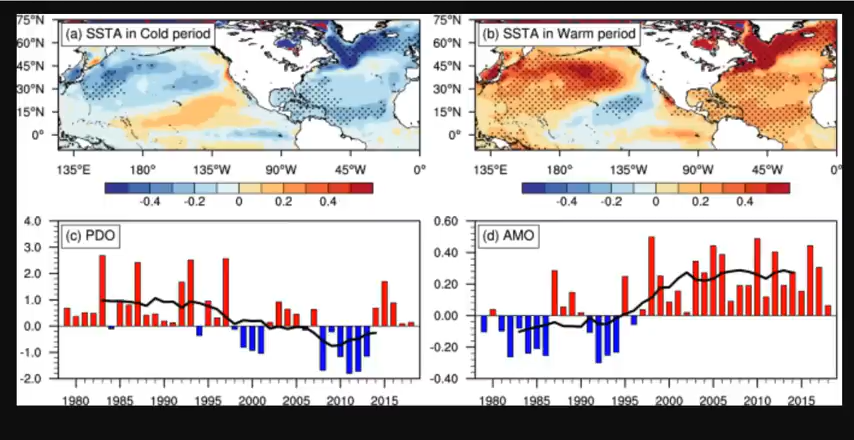 (a) SSTA in Cold period
75°N
60°N
45°N
30°N
15°N
0°
135°E 180° 135°W 90°W 45°W 0°
-0.4 -0.2 0 0.2 0.4
(b) SSTA in Warm period
75°N
60°N
45°N
30°N
15°N
0°
135°E 180° 135°W 90°W 45°W 0°
-0.4 -0.2 0 0.2 0.4
(c) PDO
4.0
3.0
2.0
1.0
0.0
-1.0
-2.0
1980 1985 1990 1995 2000 2005 2010 2015
(d) AMO
0.60
0.40
0.20
0.00
-0.20
-0.40
1980 1985 1990 1995 2000 2005 2010 2015